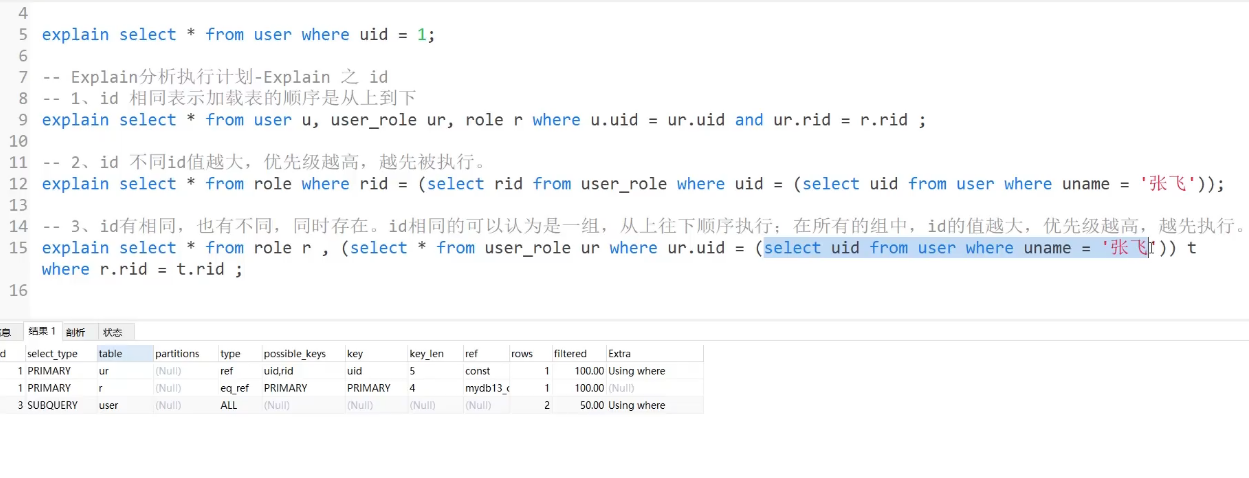 4
5 explain select * from user where uid = 1;
6
7 -- Explain分析执行计划-Explain 之 id
8 -- 1、id 相同表示加载表的顺序是从上到下
9 explain select * from user u, user_role ur, role r where u.uid = ur.uid and ur.rid = r.rid ;
10
11 -- 2、id 不同id值越大，优先级越高，越先被执行。
12 explain select * from role where rid = (select rid from user_role where uid = (select uid from user where uname = '张飞'));
13
14 -- 3、id有相同，也有不同，同时存在。id相同的可以认为是一组，从上往下顺序执行；在所有的组中，id的值越大，优先级越高，越先执行。
15 explain select * from role r , (select * from user_role ur where ur.uid = (select uid from user where uname = '张飞')) t
where r.rid = t.rid ;
16
息 结果 1 剖析 状态
d select_type table partitions type possible_keys key key_len ref rows filtered Extra
1 PRIMARY ur (Null) ref uid,rid uid 5 const 1 100.00 Using where
1 PRIMARY r (Null) eq_ref PRIMARY PRIMARY 4 mydb13_ 1 100.00 (Null)
3 SUBQUERY user (Null) ALL (Null) (Null) (Null) (Null) 2 50.00 Using where